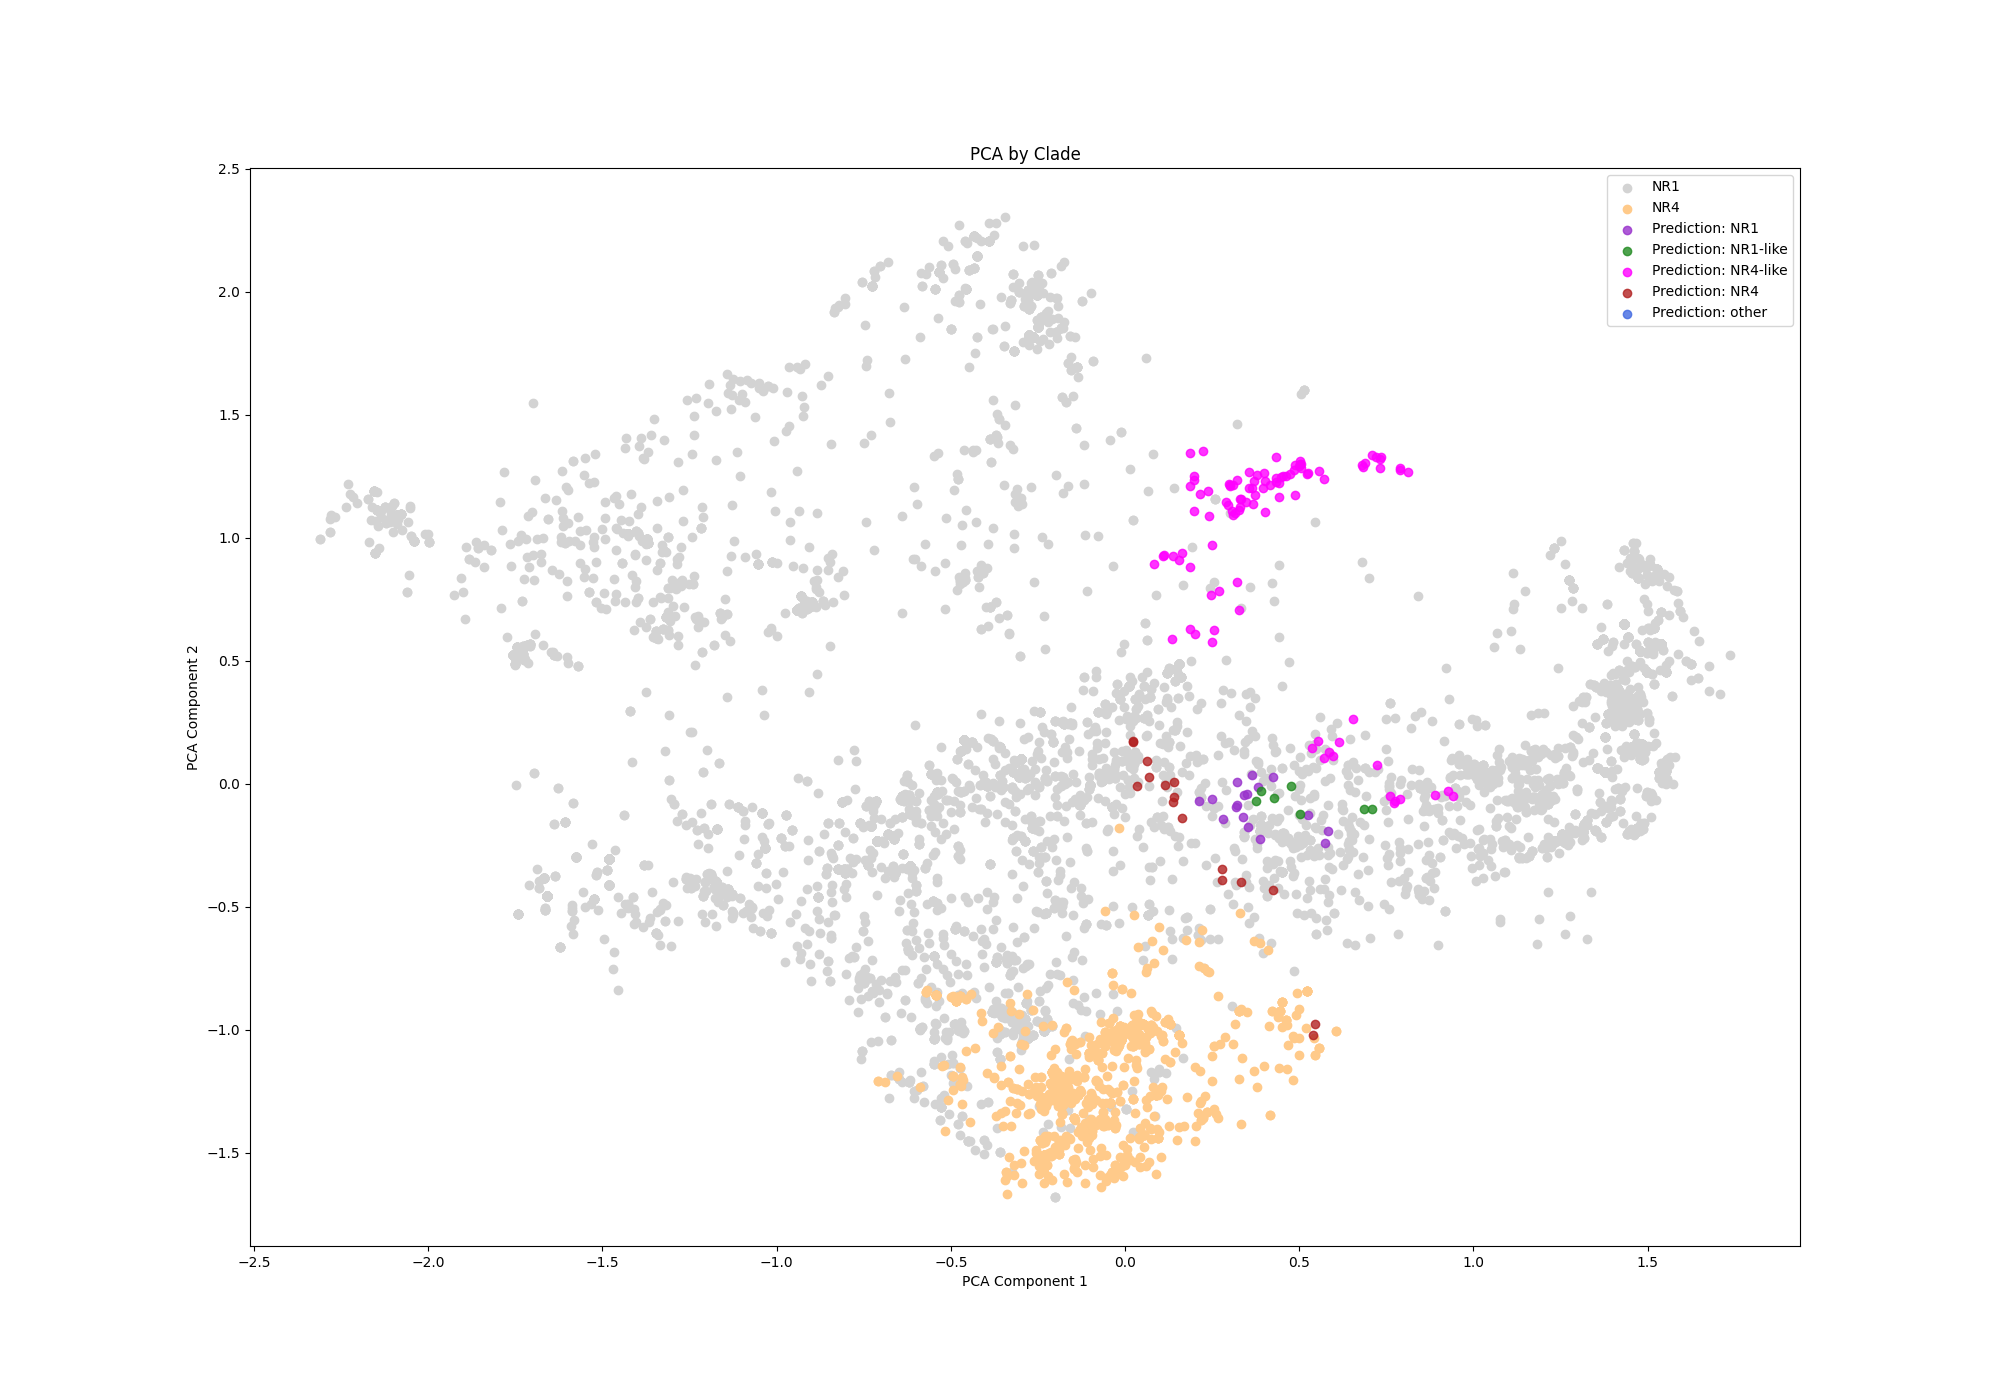 PCA by Clade
NR1
NR4
Prediction: NR1
Prediction: NR1-like
Prediction: NR4-like
Prediction: NR4
Prediction: other
PCA Component 2
2.5
2.0
1.5
1.0
0.5
0.0
−0.5
−1.0
−1.5
−2.5 −2.0 −1.5 −1.0 −0.5 0.0 0.5 1.0 1.5
PCA Component 1